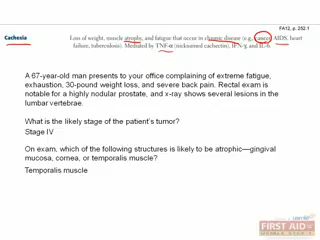 FA12, p. 252.1
Cachexia
Loss of weight, muscle atrophy, and fatigue that occur in chronic disease (e.g., cancer, AIDS, heart
failure, tuberculosis). Mediated by TNF-α (nicknamed cachectin), IFN-γ, and IL-6.
A 67-year-old man presents to your office complaining of extreme fatigue,
exhaustion, 30-pound weight loss, and severe back pain. Rectal exam is
notable for a highly nodular prostate, and x-ray shows several lesions in the
lumbar vertebrae.
What is the likely stage of the patient's tumor?
Stage IV
On exam, which of the following structures is likely to be atrophic—gingival
mucosa, cornea, or temporalis muscle?
Temporalis muscle
FIRST AID